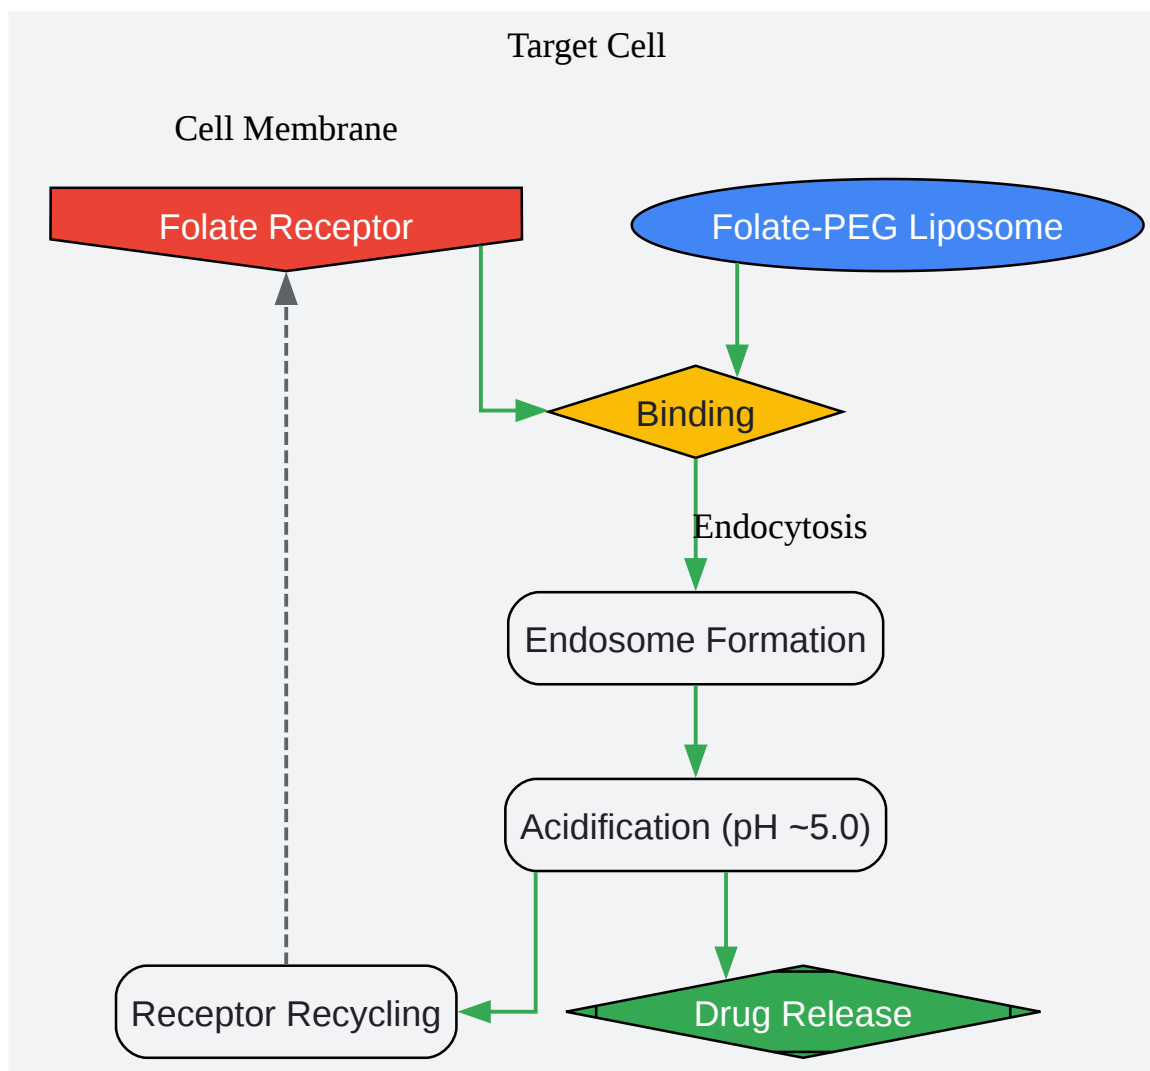 Target Cell
Cell Membrane
Folate Receptor
Folate-PEG Liposome
Binding
Endocytosis
Endosome Formation
Acidification (pH ~5.0)
Receptor Recycling
Drug Release